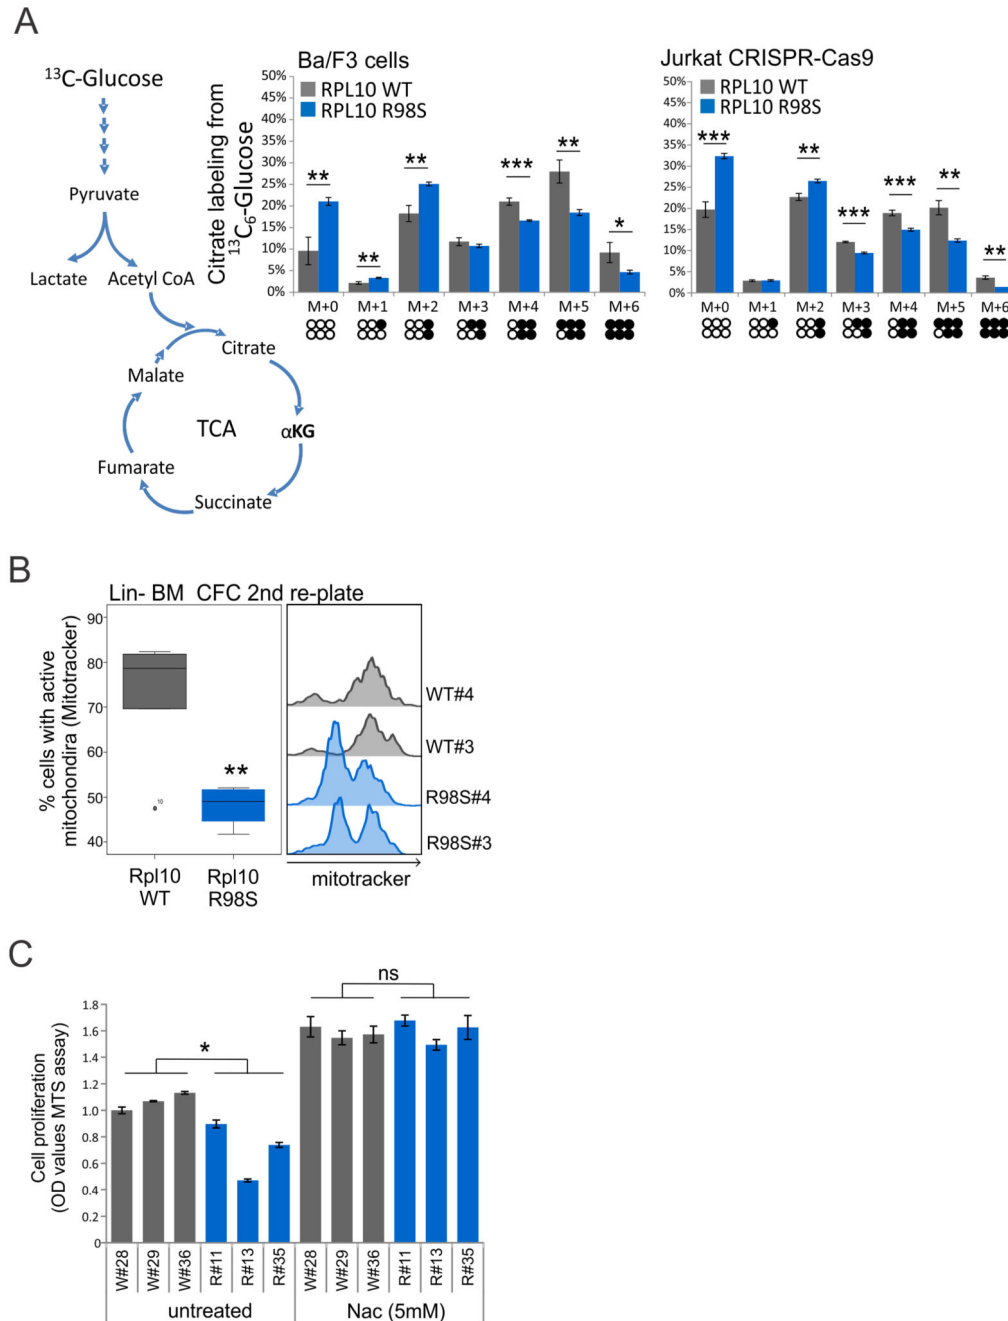 A
13C-Glucose
Pyruvate
Lactate
Acetyl CoA
Citrate
Malate
TCA
αKG
Fumarate
Succinate
Citrate labeling from
13C6-Glucose
Ba/F3 cells
RPL10 WT
RPL10 R98S
50%
45%
40%
35%
30%
25%
20%
15%
10%
5%
0%
** ** ** *** ** *
M+0 M+1 M+2 M+3 M+4 M+5 M+6
Jurkat CRISPR-Cas9
RPL10 WT
RPL10 R98S
50%
45%
40%
35%
30%
25%
20%
15%
10%
5%
0%
*** ** *** *** ** **
M+0 M+1 M+2 M+3 M+4 M+5 M+6
B
Lin- BM CFC 2nd re-plate
% cells with active
mitochondira (Mitotracker)
90
80
70
60
50
40
**
Rpl10
WT
Rpl10
R98S
WT#4
WT#3
R98S#4
R98S#3
mitotracker
C
Cell proliferation
(OD values MTS assay)
1.8
1.6
1.4
1.2
1.0
0.8
0.6
0.4
0.2
0
*
ns
W#28 W#29 W#36 R#11 R#13 R#35 W#28 W#29 W#36 R#11 R#13 R#35
untreated Nac (5mM)